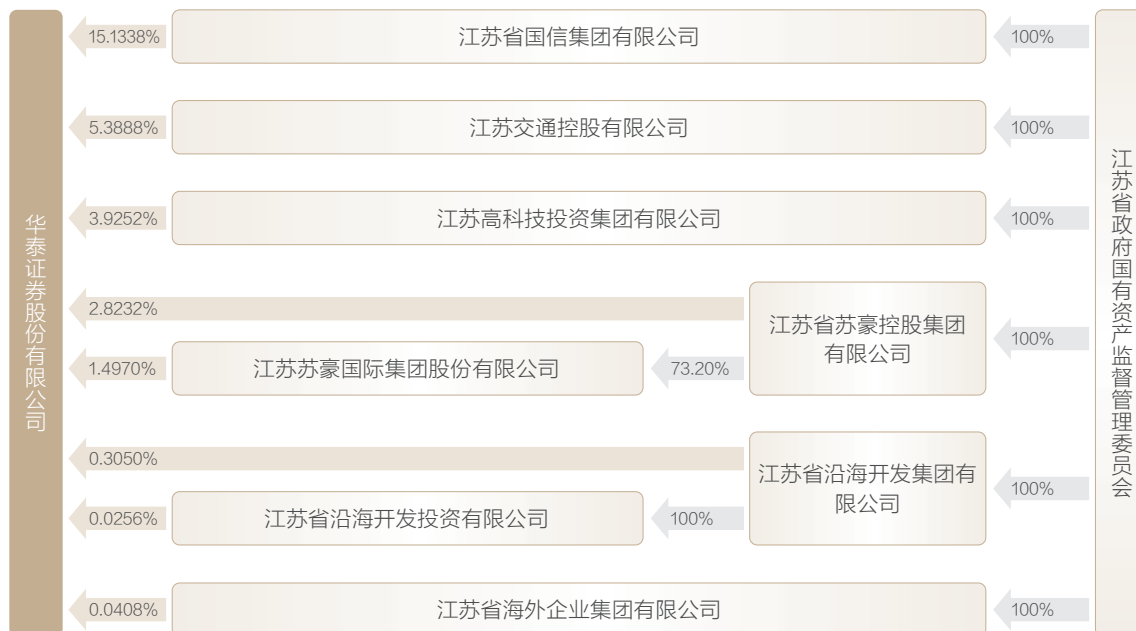 华泰证券股份有限公司
15.1338%
江苏省国信集团有限公司
100%
5.3888%
江苏交通控股有限公司
100%
3.9252%
江苏高科技投资集团有限公司
100%
2.8232%
江苏省苏豪控股集团
有限公司
100%
1.4970%
江苏苏豪国际集团股份有限公司
73.20%
0.3050%
江苏省沿海开发集团有
限公司
100%
0.0256%
江苏省沿海开发投资有限公司
100%
0.0408%
江苏省海外企业集团有限公司
100%
江苏省政府国有资产监督管理委员会